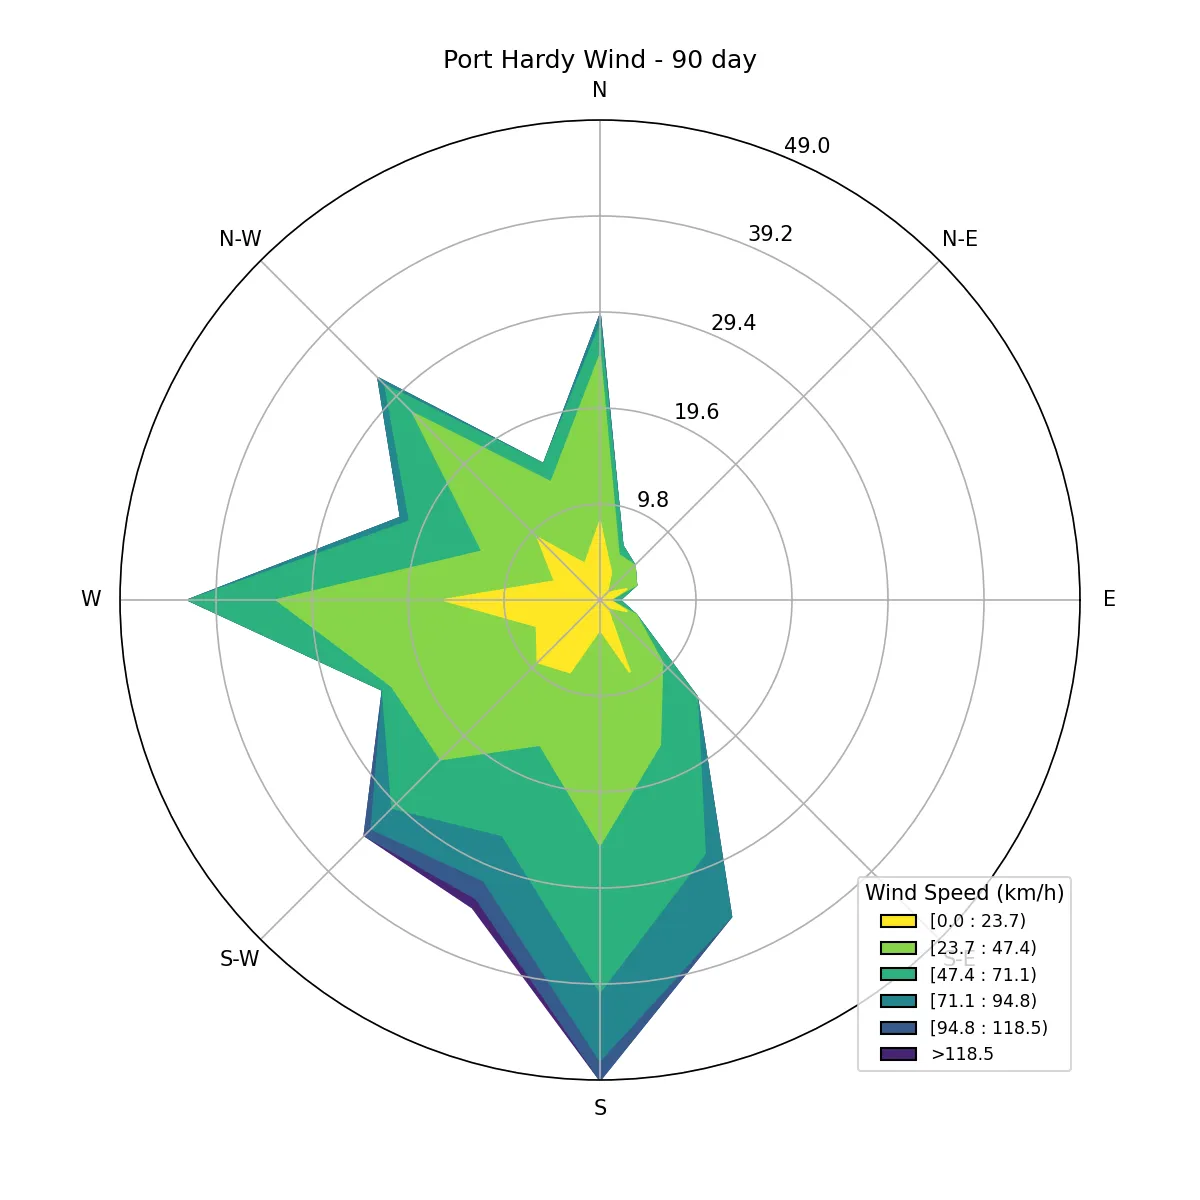 Port Hardy Wind - 90 day
N
49.0
39.2
N-W
N-E
29.4
19.6
9.8
W
E
S-W
S-E
S
Wind Speed (km/h)
[0.0 : 23.7)
[23.7 : 47.4)
[47.4 : 71.1)
[71.1 : 94.8)
[94.8 : 118.5)
>118.5